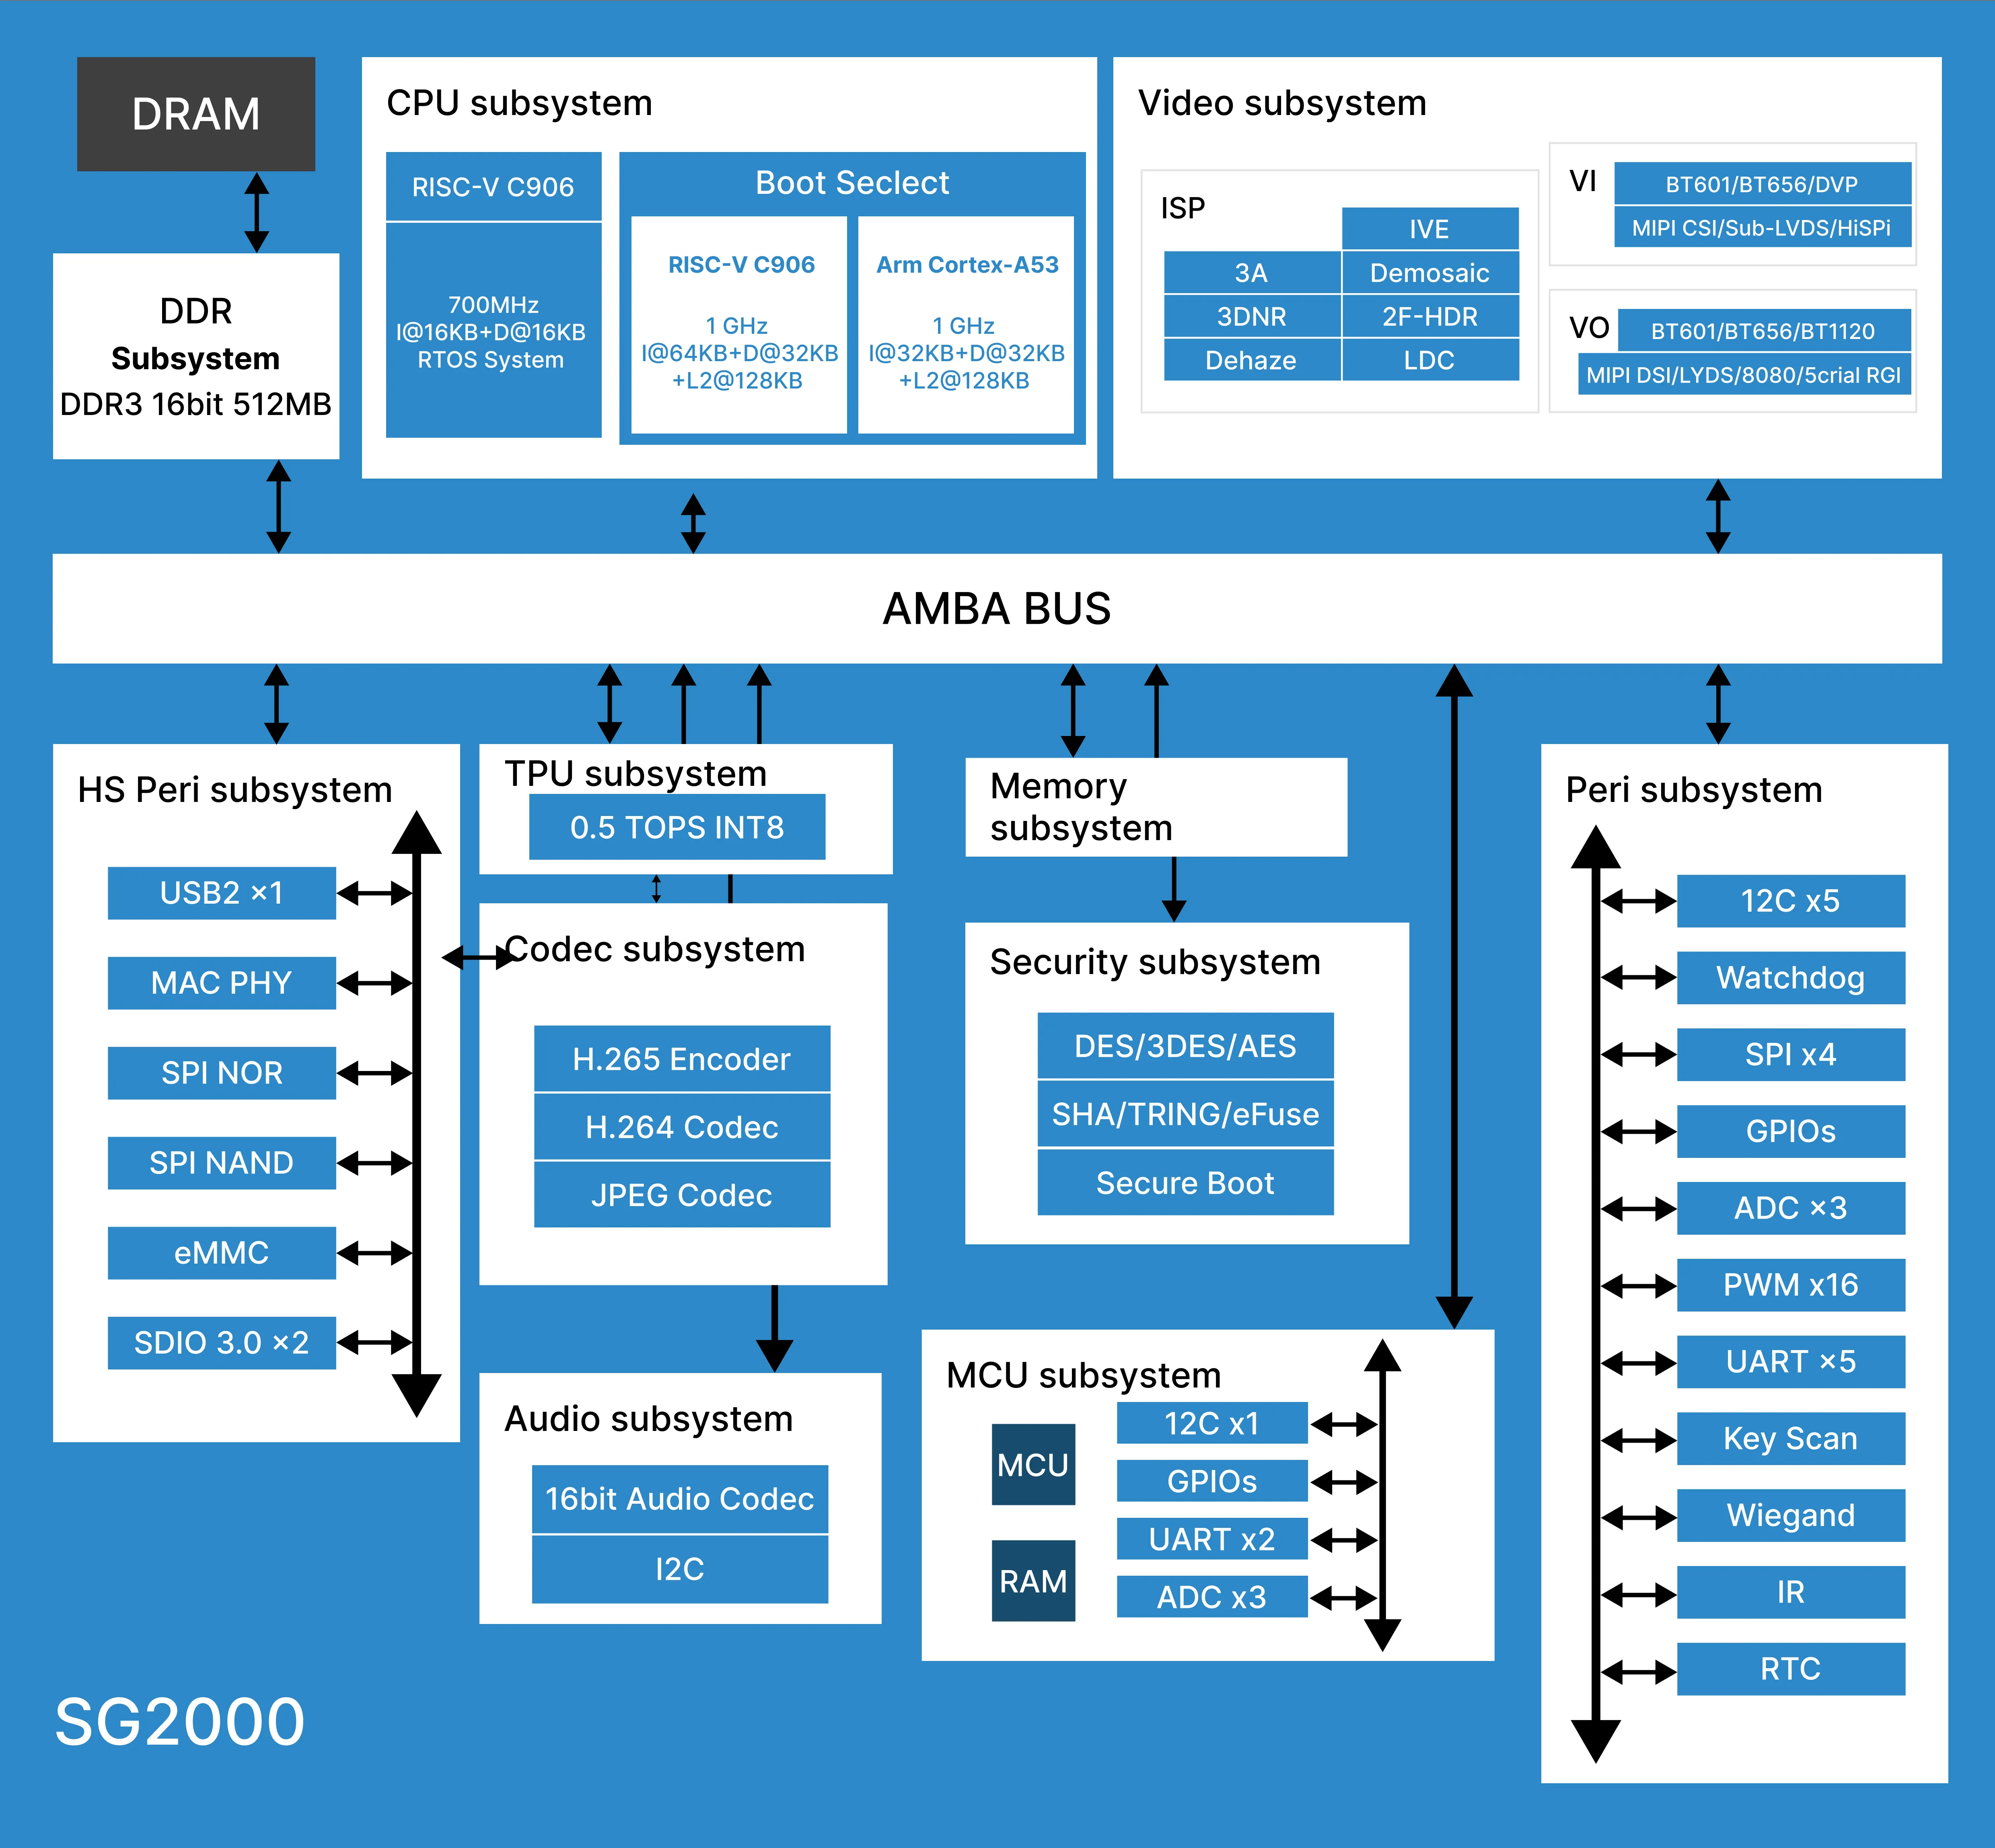 DRAM
DDR
Subsystem
DDR3 16bit 512MB
CPU subsystem
RISC-V C906
700MHz
I@16KB+D@16KB
RTOS System
Boot Seclect
RISC-V C906
1 GHz
I@64KB+D@32KB
+L2@128KB
Arm Cortex-A53
1 GHz
I@32KB+D@32KB
+L2@128KB
Video subsystem
ISP
IVE
3A
Demosaic
3DNR
2F-HDR
Dehaze
LDC
VI
BT601/BT656/DVP
MIPI CSI/Sub-LVDS/HiSPi
VO
BT601/BT656/BT1120
MIPI DSI/LYDS/8080/5crial RGI
AMBA BUS
HS Peri subsystem
USB2 ×1
MAC PHY
SPI NOR
SPI NAND
eMMC
SDIO 3.0 ×2
TPU subsystem
0.5 TOPS INT8
Codec subsystem
H.265 Encoder
H.264 Codec
JPEG Codec
Audio subsystem
16bit Audio Codec
I2C
Memory
subsystem
Security subsystem
DES/3DES/AES
SHA/TRING/eFuse
Secure Boot
MCU subsystem
MCU
RAM
12C x1
GPIOs
UART x2
ADC x3
Peri subsystem
12C x5
Watchdog
SPI x4
GPIOs
ADC ×3
PWM x16
UART ×5
Key Scan
Wiegand
IR
RTC
SG2000